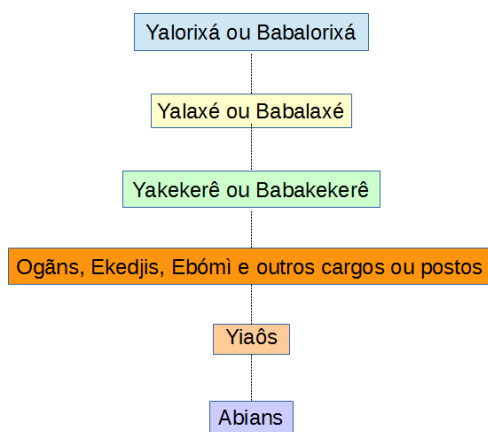 Yalorixá ou Babalorixá
Yalaxé ou Babalaxé
Yakekerê ou Babakekerê
Ogãns, Ekedjis, Ebómì e outros cargos ou postos
Yiaôs
Abians